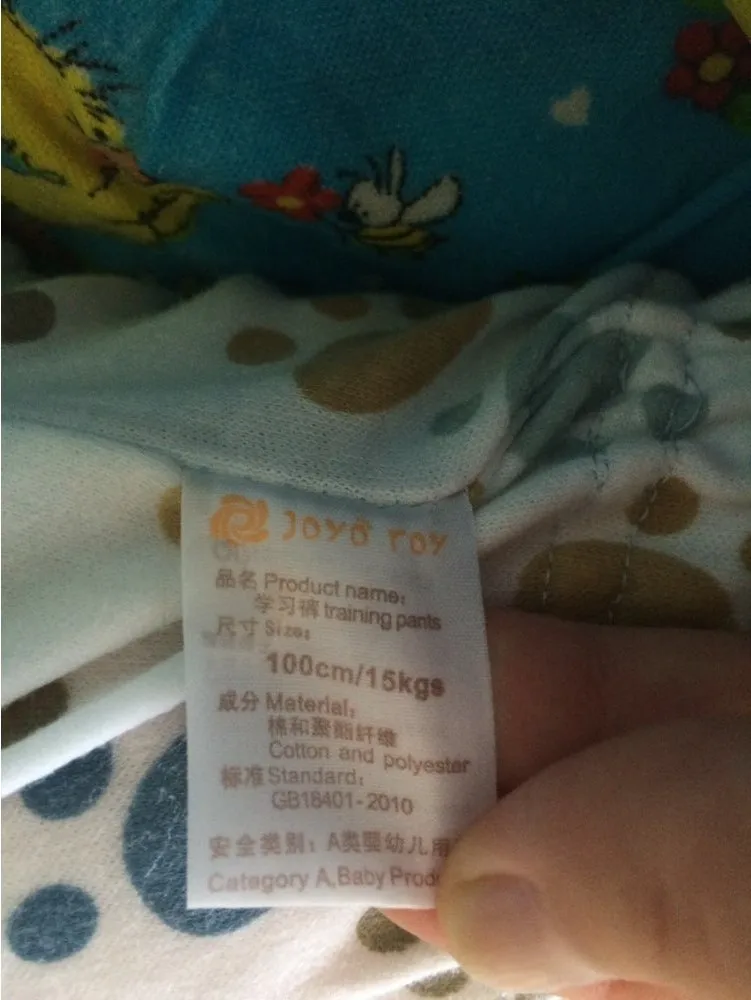 JOYO ROY
品名 Product name:
学习裤 training pants
尺寸 Size:
100cm/15kgs
成分 Material:
棉和聚酯纤维
Cotton and polyester
标准 Standard:
GB18401-2010
安全类别: A类婴幼儿用
Category A, Baby Prod